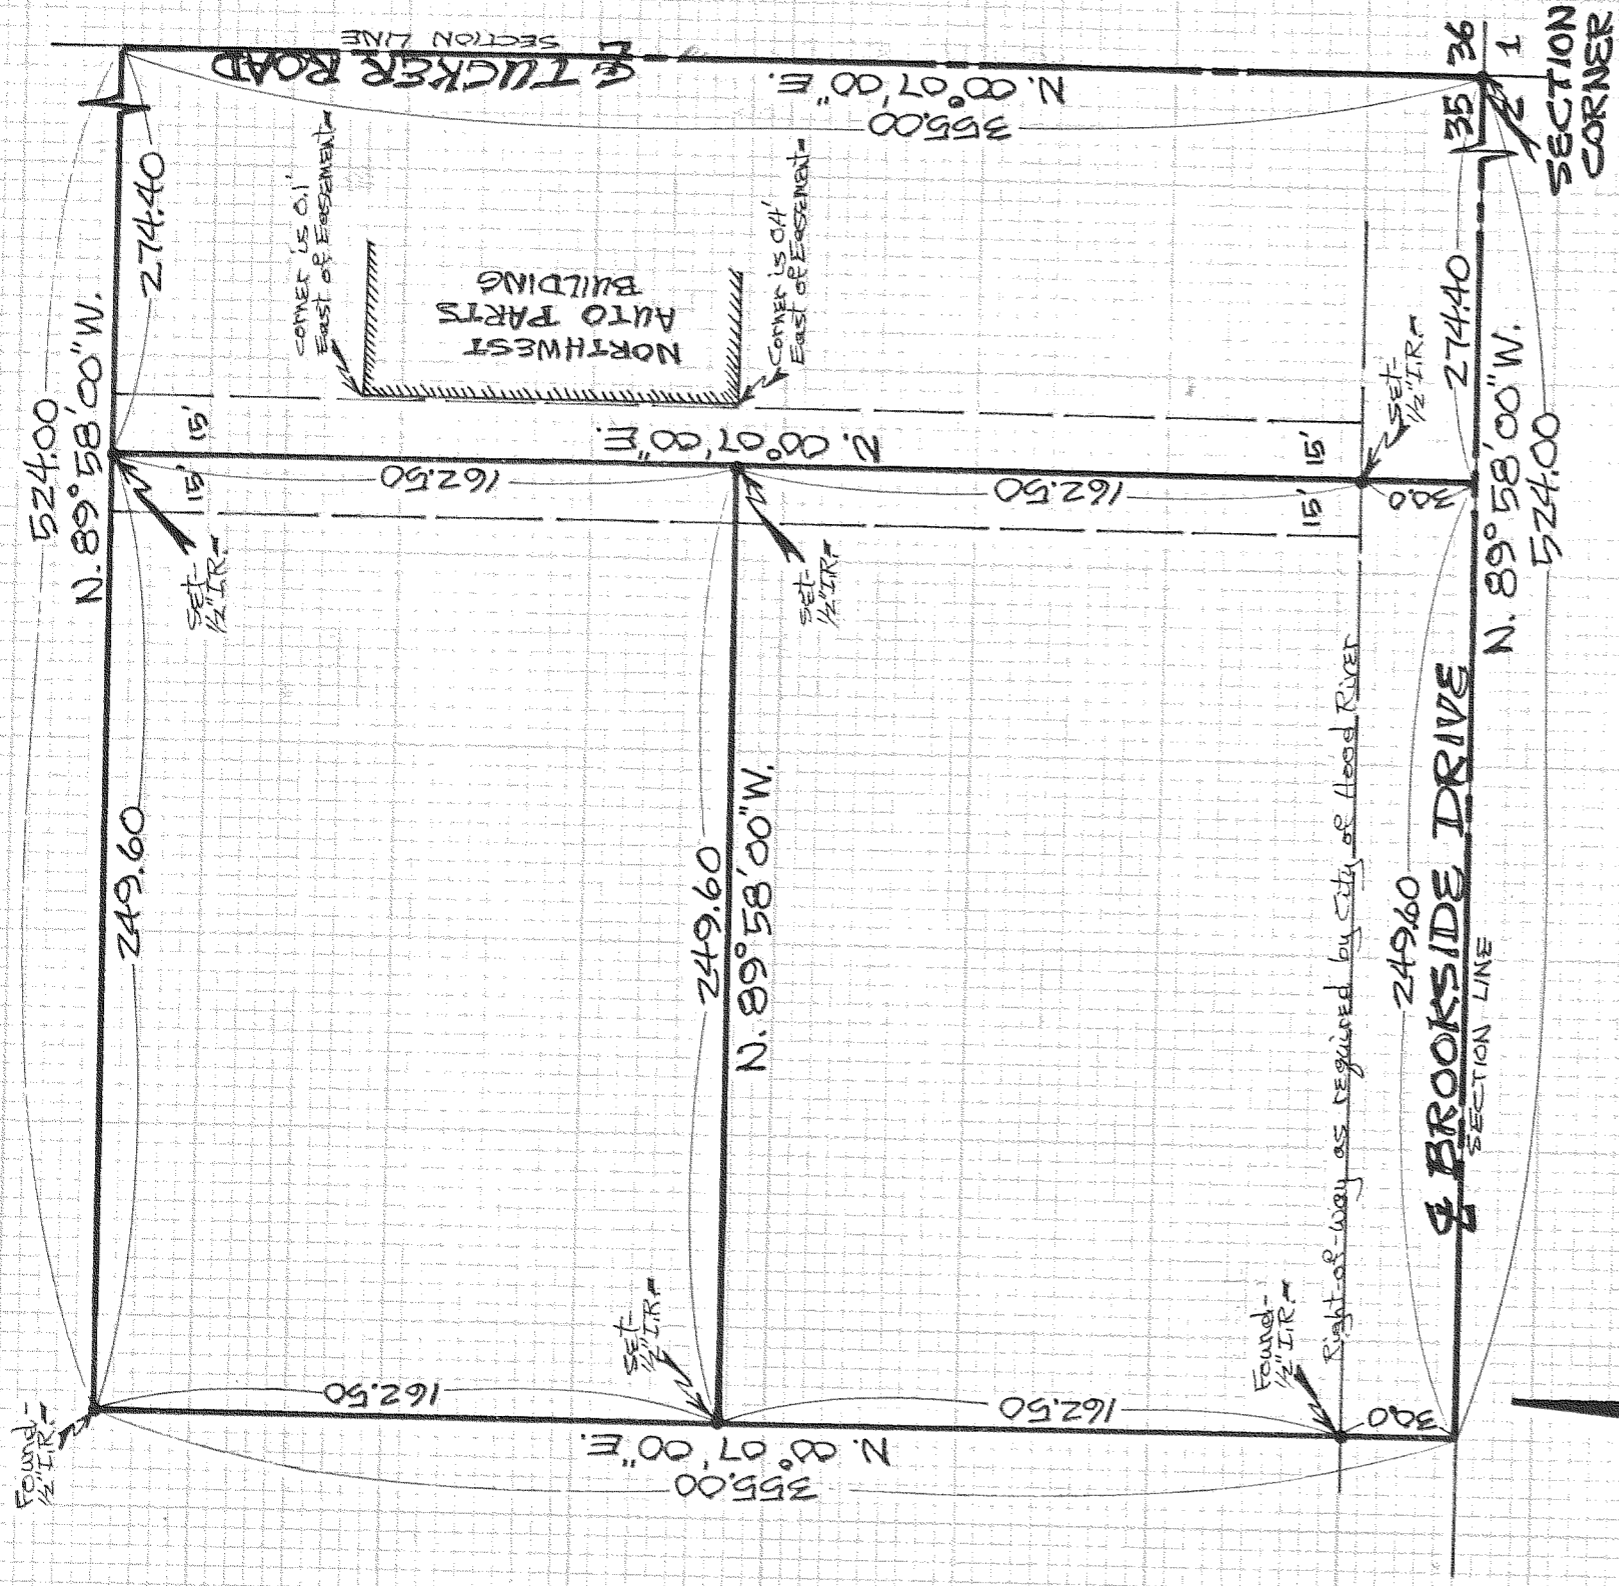 524.00
N. 89°58'00"W.
274.40
249.60
Found-
½"I.R.
Set-
½"I.R.
15'
15'
℄ TUCKER ROAD
SECTION LINE
N. 00°07'00"E.
355.00
Corner is 0.1'
East of Easement
NORTHWEST
AUTO PARTS
BUILDING
Corner is 0.4'
East of Easement
N. 00°07'00"E.
162.50
162.50
30.0
Set-
½"I.R.
249.60
N. 89°58'00"W.
Set-
½"I.R.
162.50
162.50
30.0
N. 00°07'00"E.
355.00
Found-
½"I.R.
15'
15'
Set-
½"I.R.
Right-of-way as required by City of Hood River
249.60
274.40
℄ BROOKSIDE DRIVE
SECTION LINE
N. 89°58'00"W.
524.00
35 36
2 1
SECTION
CORNER